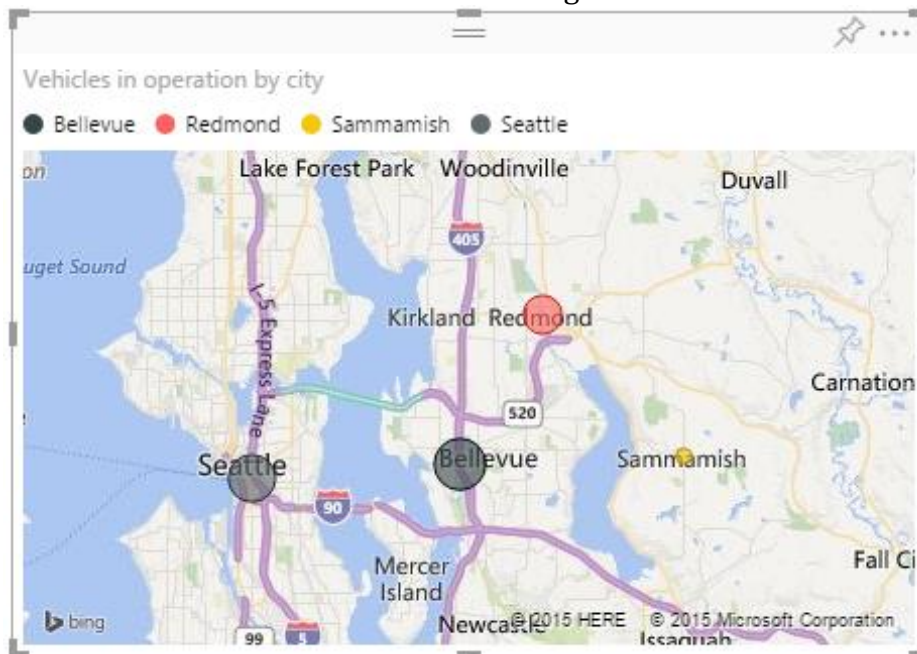 Vehicles in operation by city
Bellevue Redmond Sammamish Seattle
Lake Forest Park Woodinville
Duvall
405
uget Sound
I-5 Express Lane
Kirkland Redmond
Carnation
520
Seattle Bellevue Sammamish
90
Mercer
Island
Fall Ci
bing
99 5
Newcastle © 2015 HERE © 2015 Microsoft Corporation
Issaquah